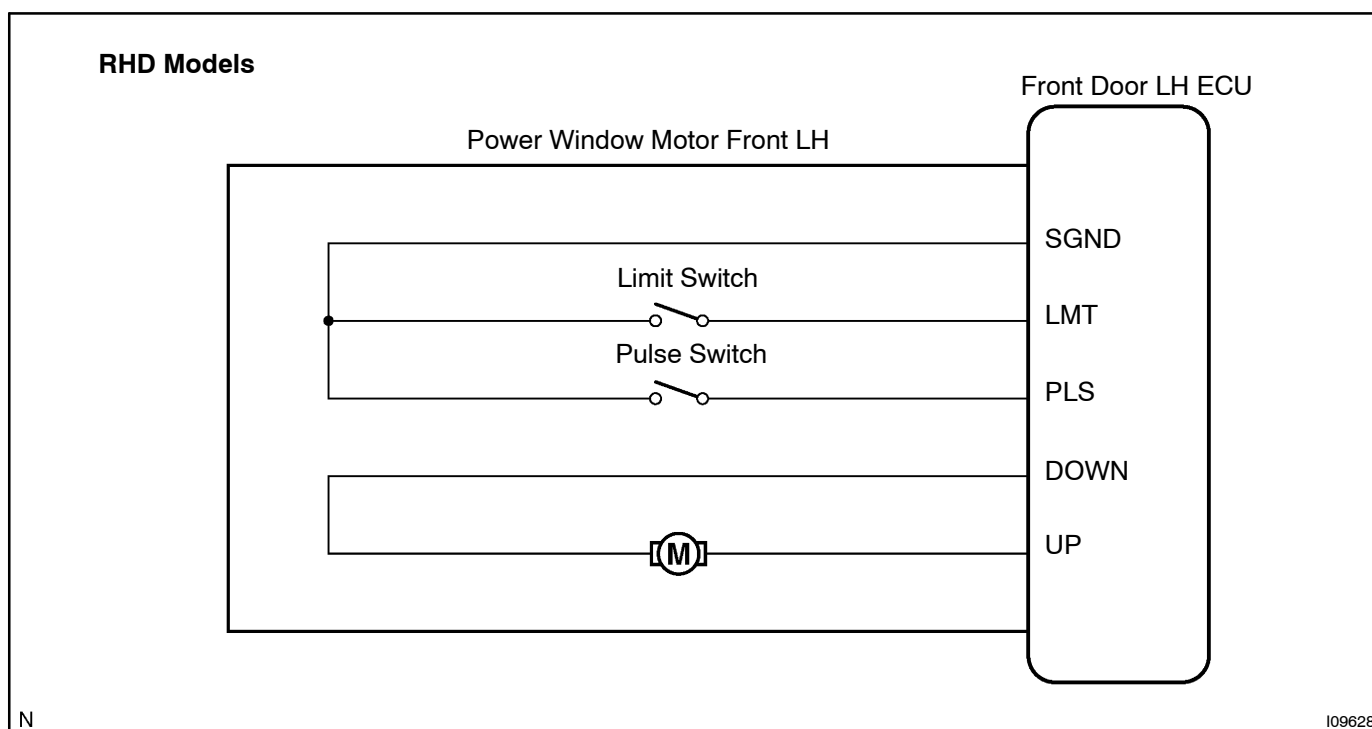 RHD Models
Front Door LH ECU
Power Window Motor Front LH
SGND
Limit Switch
LMT
Pulse Switch
PLS
DOWN
M
UP
N
I09628